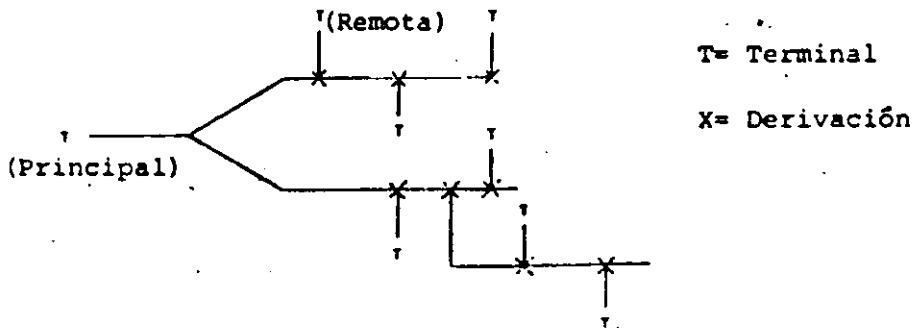 T (Remota) T
T= Terminal
T
X= Derivación
T
(Principal)
T
T
T
T